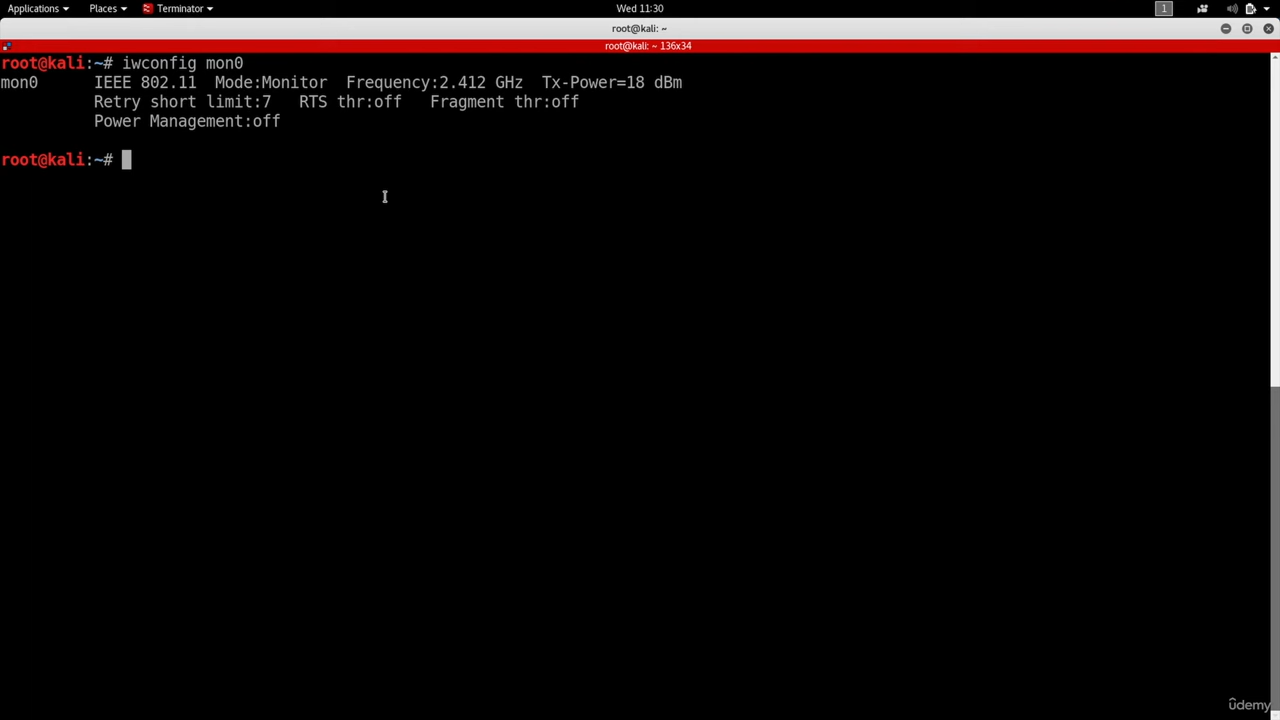 Applications Places Terminator Wed 11:30 1
root@kali: ~
root@kali: ~ 136x34
root@kali:~# iwconfig mon0
mon0      IEEE 802.11  Mode:Monitor  Frequency:2.412 GHz  Tx-Power=18 dBm
          Retry short limit:7   RTS thr:off   Fragment thr:off
          Power Management:off
root@kali:~#
ûdemy